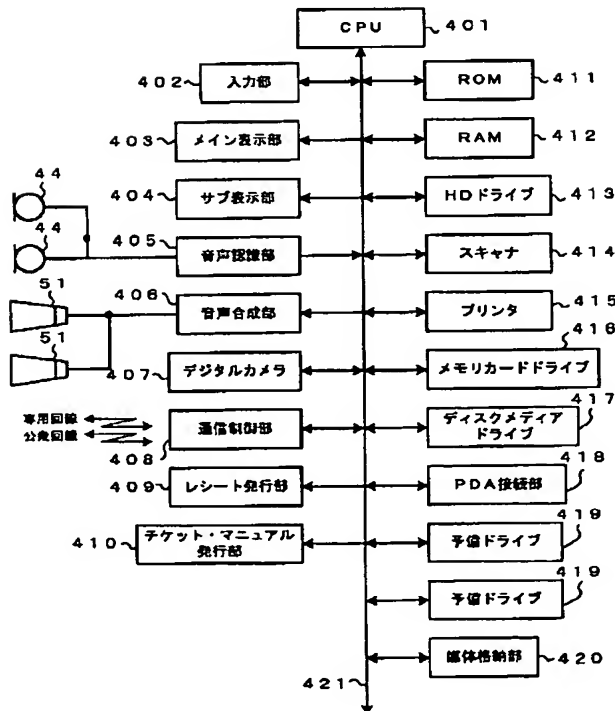 CPU
401
402
入力部
ROM
411
403
メイン表示部
RAM
412
44
404
サブ表示部
HDドライブ
413
44
405
音声認識部
スキャナ
414
51
406
音声合成部
プリンタ
415
51
407
デジタルカメラ
416
メモリカードドライブ
専用回線
公衆回線
408
通信制御部
417
ディスクメディア
ドライブ
409
レシート発行部
418
PDA接続部
410
チケット・マニュアル
発行部
419
予備ドライブ
419
予備ドライブ
421
媒体格納部
420